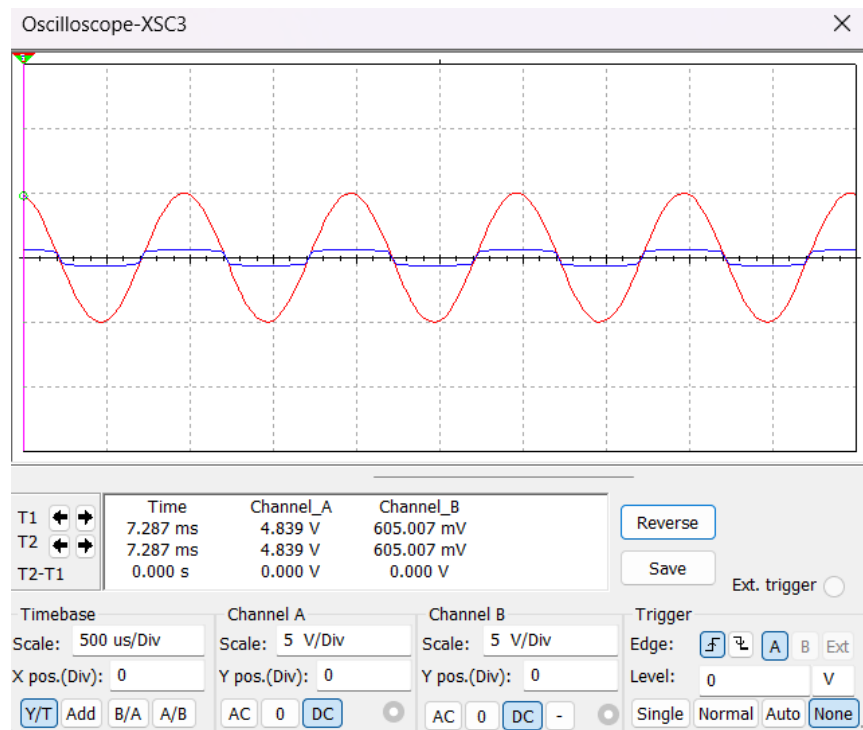 Oscilloscope-XSC3
Time Channel_A Channel_B
T1 7.287 ms 4.839 V 605.007 mV
T2 7.287 ms 4.839 V 605.007 mV
T2-T1 0.000 s 0.000 V 0.000 V
Reverse
Save
Ext. trigger
Timebase
Scale: 500 us/Div
X pos.(Div): 0
Y/T Add B/A A/B
Channel A
Scale: 5 V/Div
Y pos.(Div): 0
AC 0 DC
Channel B
Scale: 5 V/Div
Y pos.(Div): 0
AC 0 DC -
Trigger
Edge: A B Ext
Level: 0 V
Single Normal Auto None